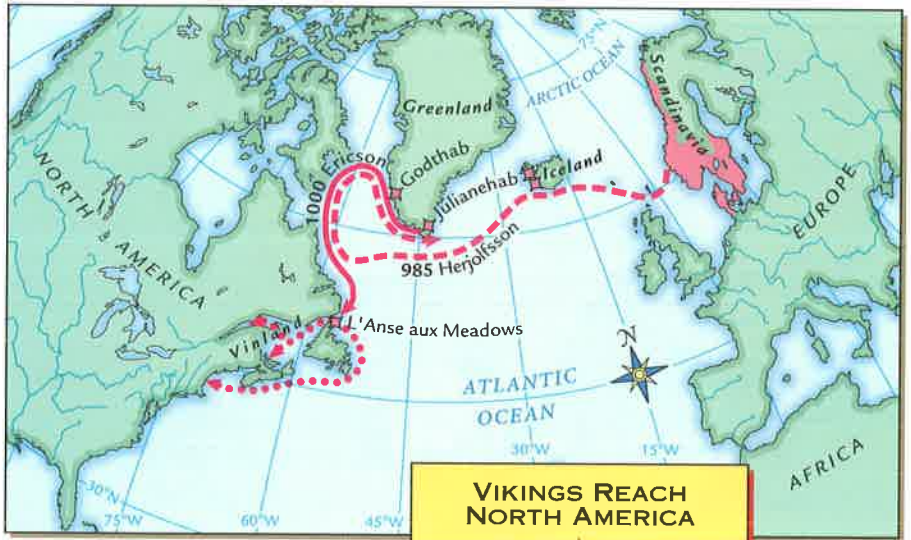 75°N
ARCTIC OCEAN
Scandinavia
Greenland
Godthab
1000 Ericson
Julianehab
Iceland
NORTH
AMERICA
EUROPE
985 Herjolfsson
L'Anse aux Meadows
Vinland
N
ATLANTIC
OCEAN
30°W
15°W
AFRICA
30°N
75°W
60°W
45°W
VIKINGS REACH
NORTH AMERICA